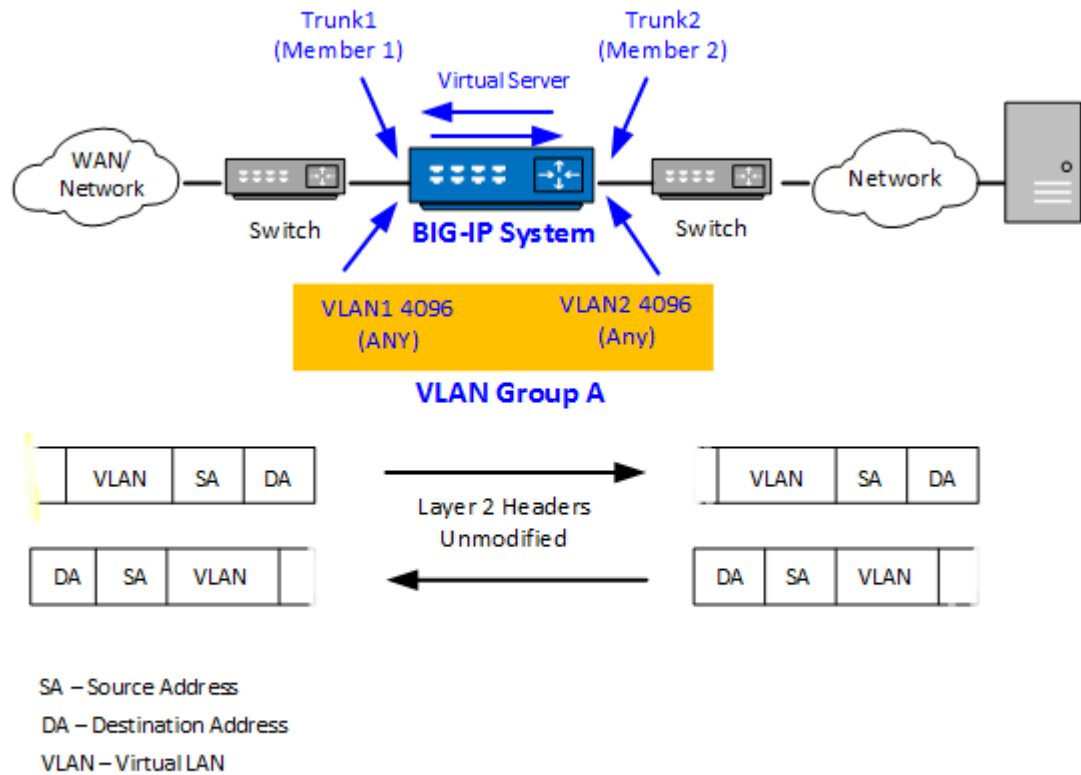 Trunk1
(Member 1)
Trunk2
(Member 2)
Virtual Server
WAN/
Network
Switch
BIG-IP System
Switch
Network
VLAN1 4096
(ANY)
VLAN2 4096
(Any)
VLAN Group A
VLAN SA DA
Layer 2 Headers
Unmodified
VLAN SA DA
DA SA VLAN
DA SA VLAN
SA – Source Address
DA – Destination Address
VLAN – Virtual LAN